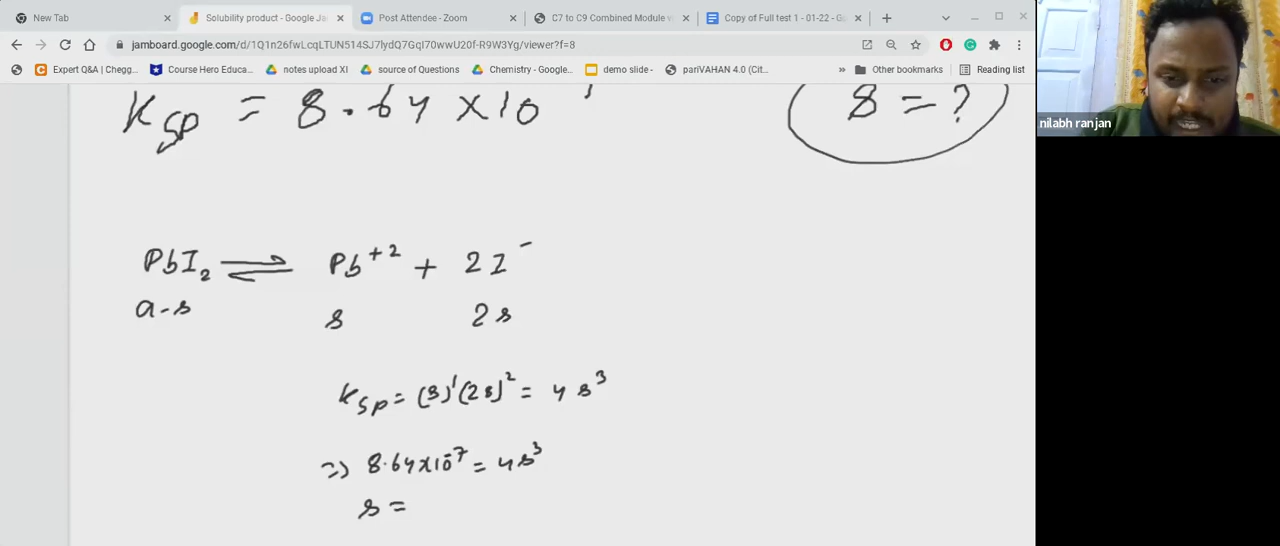 New Tab
Solubility product - Google Ja
Post Attendee - Zoom
C7 to C9 Combined Module v
Copy of Full test 1 - 01-22 - G
jamboard.google.com/d/1Q1n26fwLcqLTUN514SJ7lydQ7GqI70wwU20f-R9W3Yg/viewer?f=8
Expert Q&A | Chegg...
Course Hero Educa...
notes upload XI
source of Questions
Chemistry - Google...
demo slide -
pariVAHAN 4.0 (Cit...
»
Other bookmarks
Reading list
nilabh ranjan
Ksp = 8.64 × 10
s = ?
PbI₂ ⇌ Pb⁺² + 2I⁻
a-s s 2s
Ksp = (s)¹(2s)² = 4s³
⇒ 8.64×10⁻⁷ = 4s³
s =